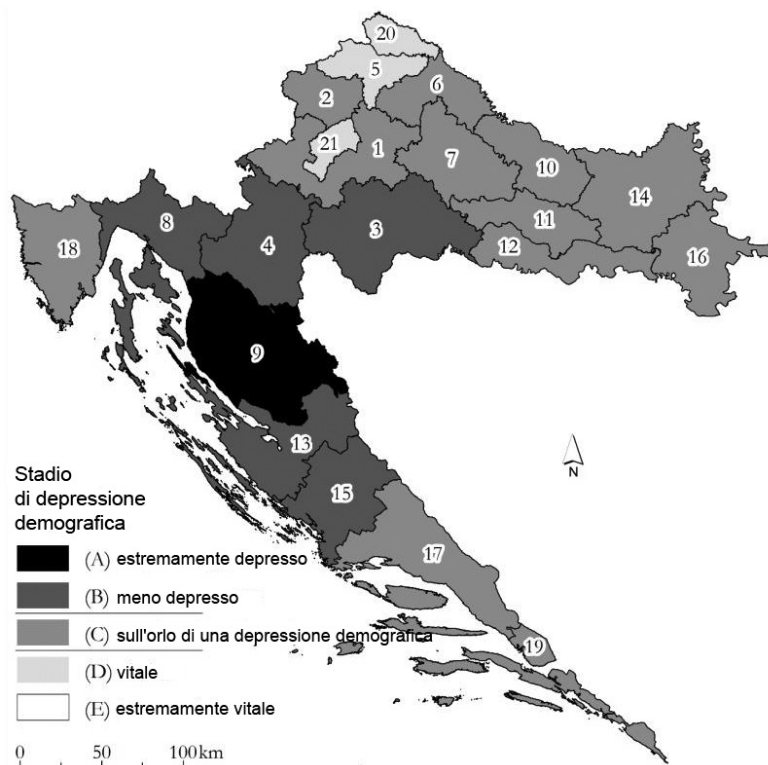 20
5
6
2
21
1
7
10
14
8
11
4
3
12
16
18
9
13
15
17
19
N
Stadio
di depressione
demografica
(A) estremamente depresso
(B) meno depresso
(C) sull'orlo di una depressione demografica
(D) vitale
(E) estremamente vitale
0 50 100 km